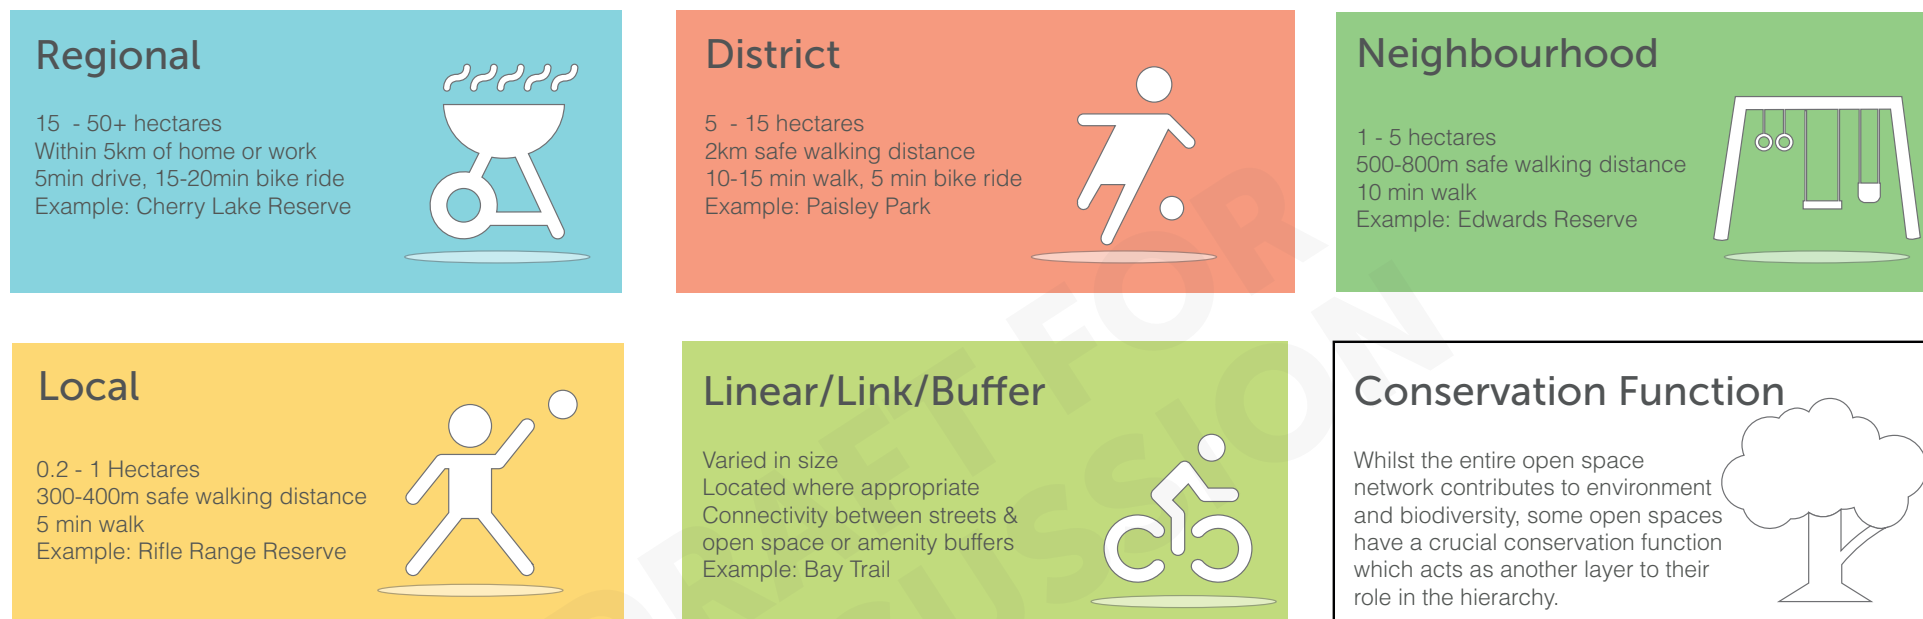 Regional
15 - 50+ hectares
Within 5km of home or work
5min drive, 15-20min bike ride
Example: Cherry Lake Reserve
District
5 - 15 hectares
2km safe walking distance
10-15 min walk, 5 min bike ride
Example: Paisley Park
Neighbourhood
1 - 5 hectares
500-800m safe walking distance
10 min walk
Example: Edwards Reserve
Local
0.2 - 1 Hectares
300-400m safe walking distance
5 min walk
Example: Rifle Range Reserve
Linear/Link/Buffer
Varied in size
Located where appropriate
Connectivity between streets &
open space or amenity buffers
Example: Bay Trail
Conservation Function
Whilst the entire open space
network contributes to environment
and biodiversity, some open spaces
have a crucial conservation function
which acts as another layer to their
role in the hierarchy.
DRAFT FOR